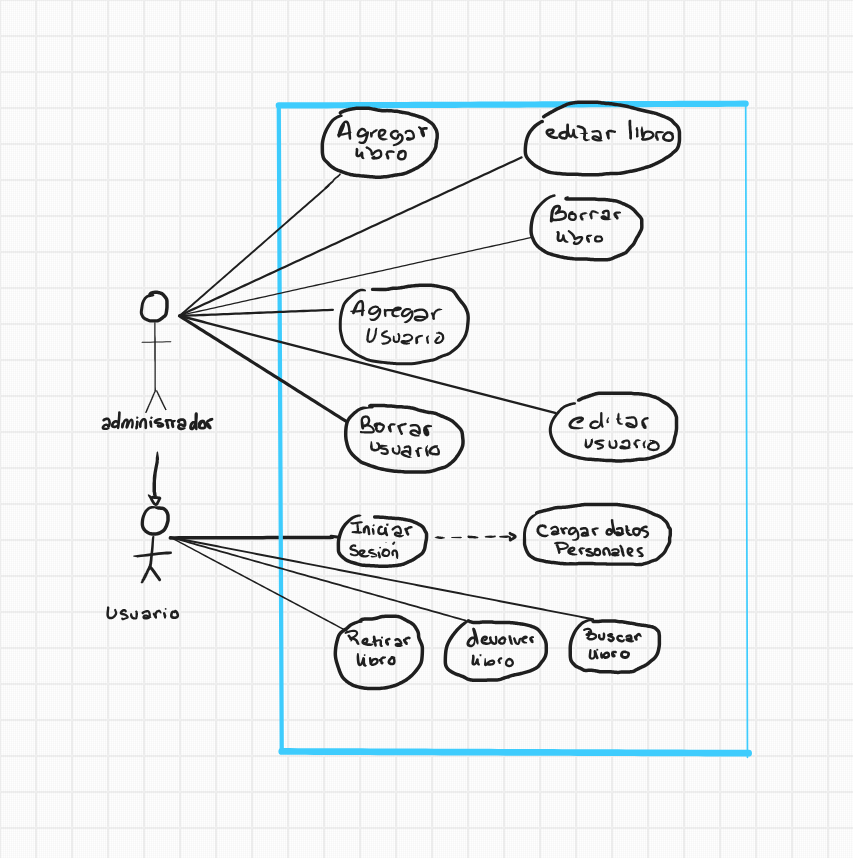 Agregar
libro
editar libro
Borrar
libro
Agregar
Usuario
administrador
Borrar
usuario
editar
usuario
Iniciar
Sesión
Cargar datos
Personales
Usuario
Retirar
libro
devolver
libro
Buscar
libro